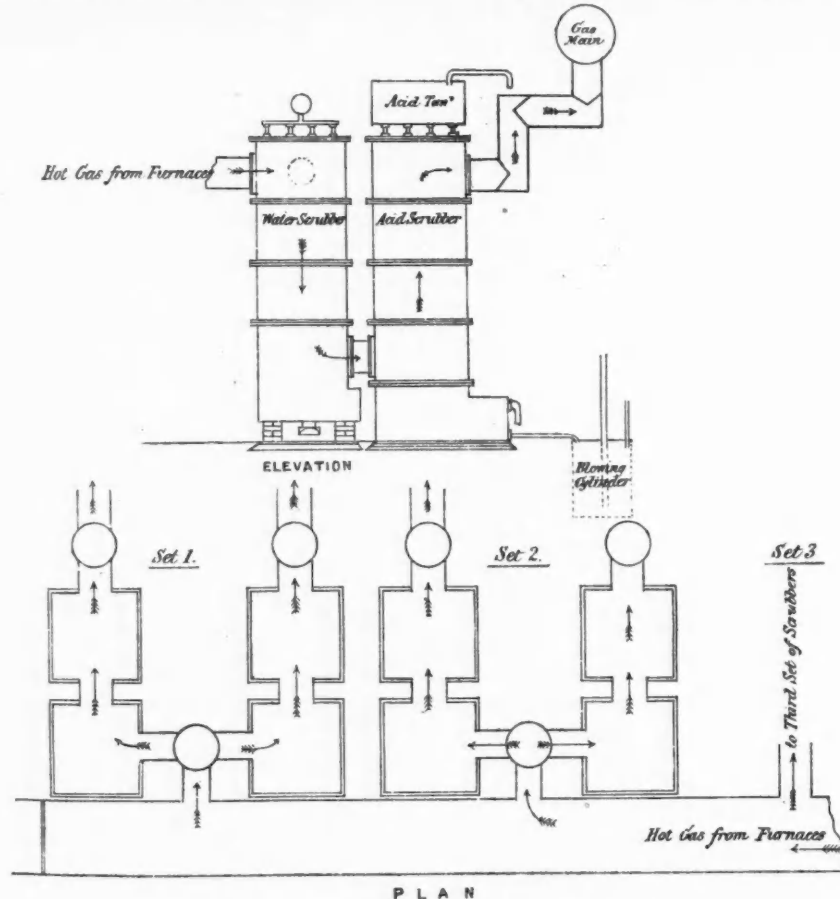 Gas
Main
Acid Tank
Hot Gas from Furnaces
Water Scrubber
Acid Scrubber
ELEVATION
Blowing
Cylinder
Set 1.
Set 2.
Set 3
to Third Set of Scrubbers
Hot Gas from Furnaces
PLAN